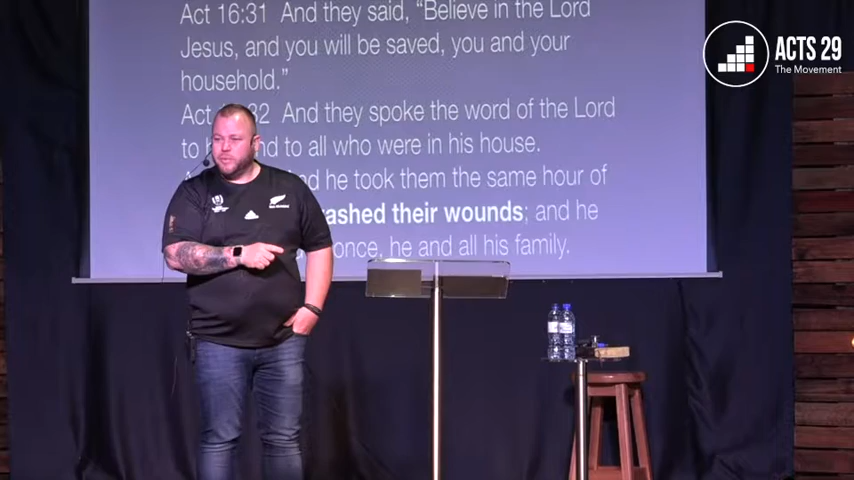 Act 16:31 And they said, “Believe in the Lord
Jesus, and you will be saved, you and your
household.”
Act 32 And they spoke the word of the Lord
to and to all who were in his house.
he took them the same hour of
washed their wounds; and he
once, he and all his family.
ACTS 29
The Movement